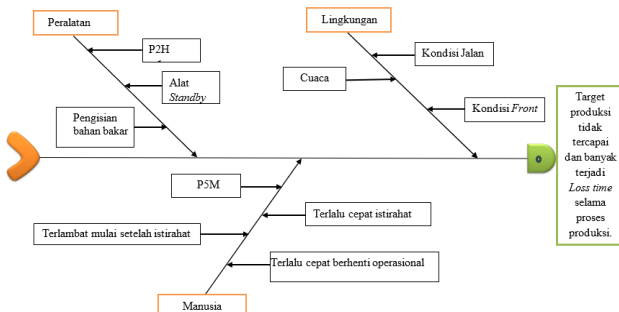 Peralatan
Lingkungan
P2H
Kondisi Jalan
Cuaca
Alat
Standby
Pengisian
bahan bakar
Kondisi Front
Target
produksi
tidak
tercapai
dan banyak
terjadi
Loss time
selama
proses
produksi.
P5M
Terlalu cepat istirahat
Terlambat mulai setelah istirahat
Terlalu cepat berhenti operasional
Manusia